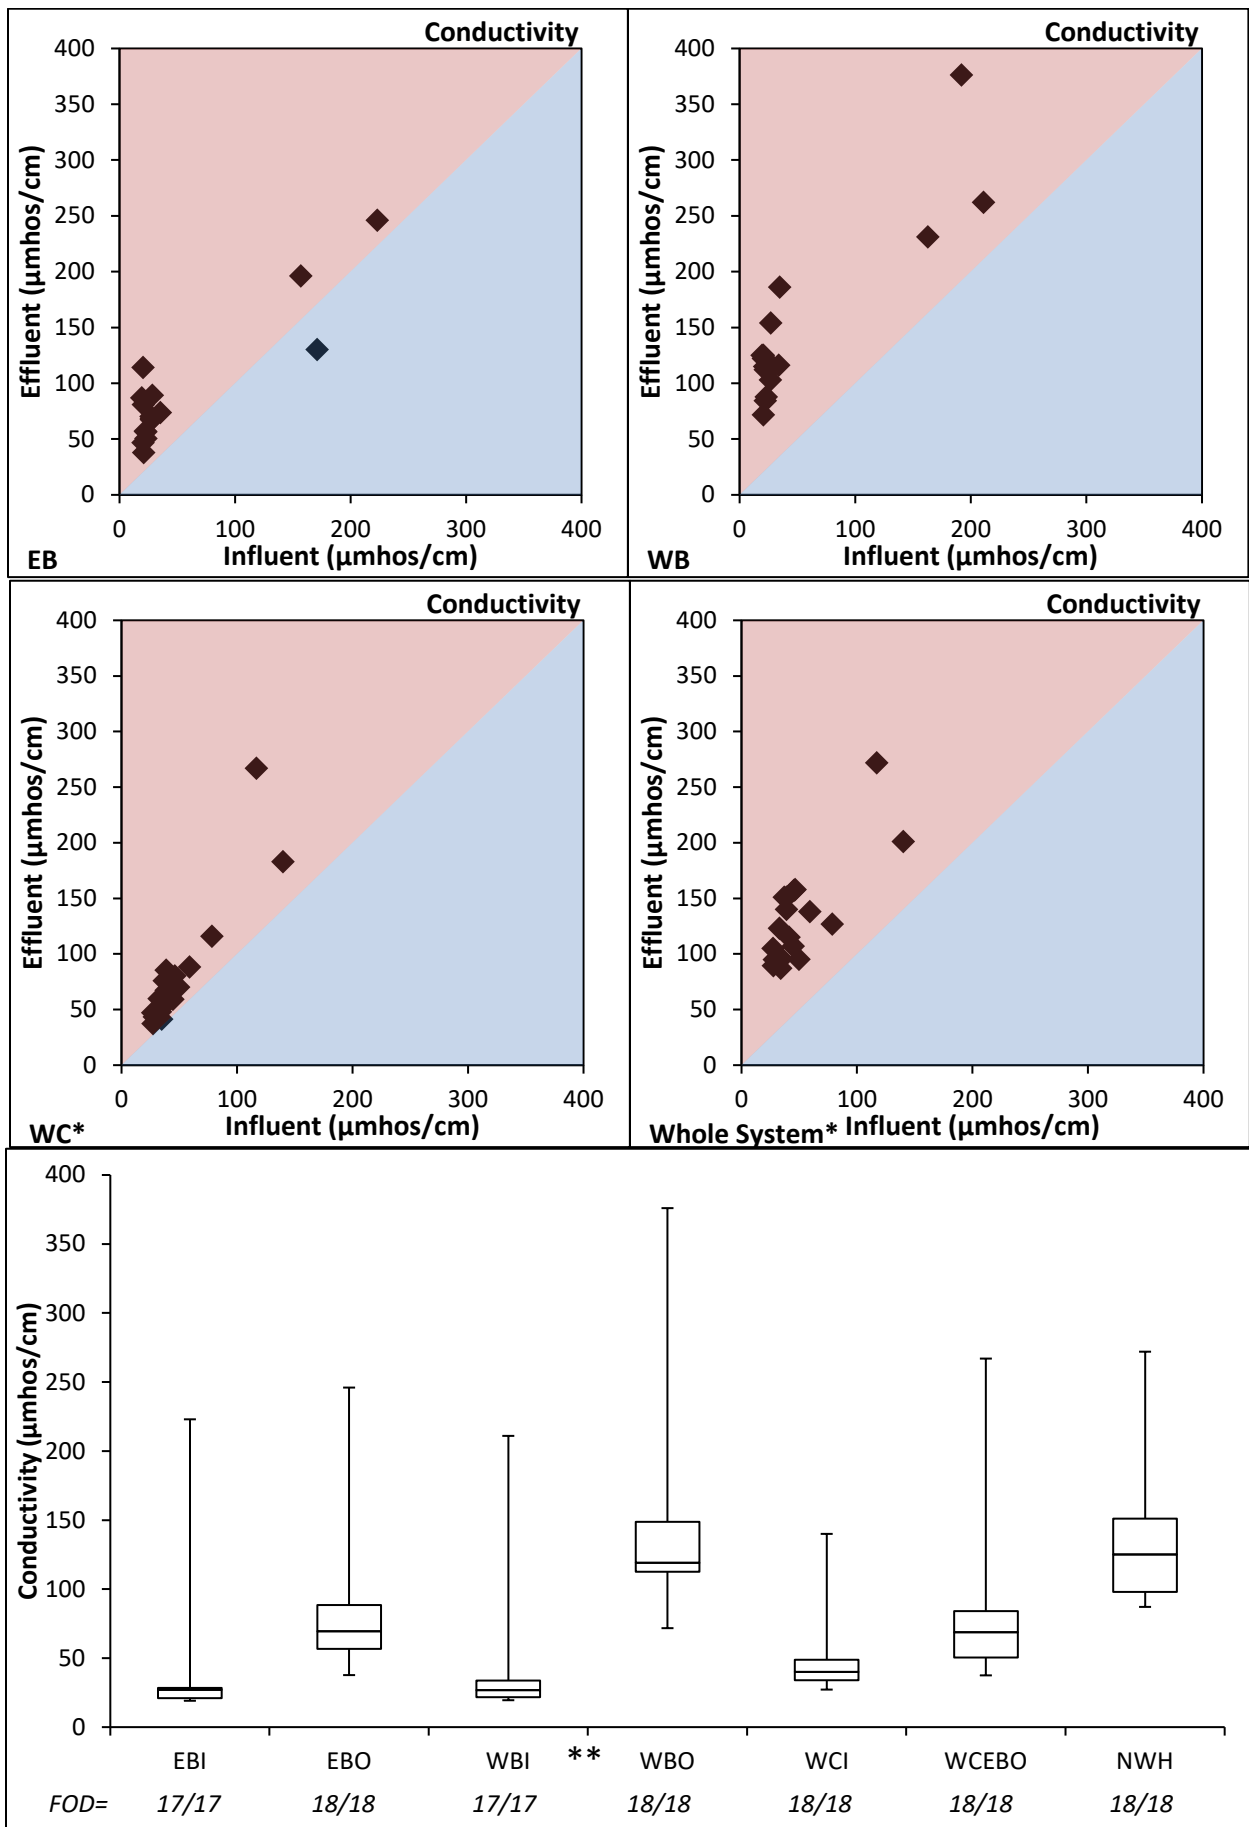 Conductivity
400
350
300
250
200
150
100
50
0
Effluent (µmhos/cm)
0 100 200 300 400
EB Influent (µmhos/cm)
Conductivity
400
350
300
250
200
150
100
50
0
Effluent (µmhos/cm)
0 100 200 300 400
WB Influent (µmhos/cm)
Conductivity
400
350
300
250
200
150
100
50
0
Effluent (µmhos/cm)
0 100 200 300 400
WC* Influent (µmhos/cm)
Conductivity
400
350
300
250
200
150
100
50
0
Effluent (µmhos/cm)
0 100 200 300 400
Whole System* Influent (µmhos/cm)
400
350
300
250
200
150
100
50
0
Conductivity (µmhos/cm)
EBI EBO WBI ** WBO WCI WCEBO NWH
FOD= 17/17 18/18 17/17 18/18 18/18 18/18 18/18